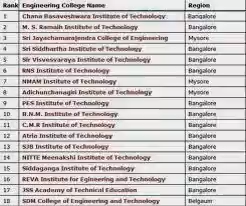 Rank Engineering College Name Region
1 Chana Basaveshwara Institute of Technology Bangalore
2 M. S. Ramaih Institute of Technology Bangalore
3 Sri Jayachamarajendra College of Engineering Mysore
4 Sri Siddhartha Institute of Technology Bangalore
5 Sir Visvesvaraya Institute of Technology Bangalore
6 RNS Institute of Technology Bangalore
7 NMAM Institute of Technology Mysore
8 Adichunchanagiri Institute of Technology Mysore
9 PES Institute of Technology Bangalore
10 B.N.M. Institute of Technology Bangalore
11 C.M.R Institute of Technology Bangalore
12 Atria Institute of Technology Bangalore
13 SJB Institute of Technology Bangalore
14 NITTE Meenakshi Institute of Technology Bangalore
15 Siddaganga Institute of Technology Bangalore
16 REVA Institute for Egineering and Technology Bangalore
17 JSS Academy of Technical Education Bangalore
18 SDM College of Engineering and Technology Belgaum